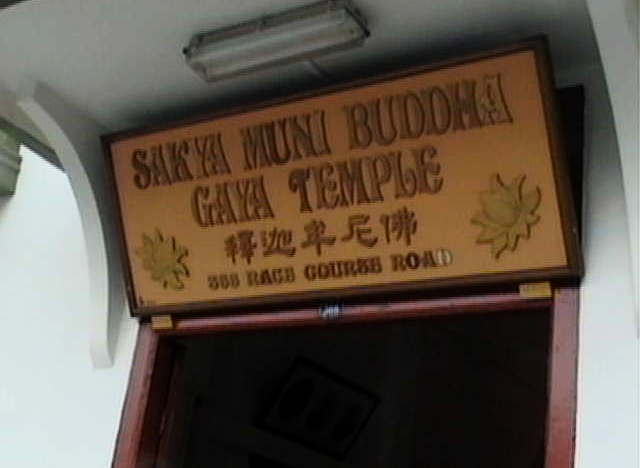 SAKYA MUNI BUDDHA
GAYA TEMPLE
釋迦牟尼佛
366 RACE COURSE ROAD